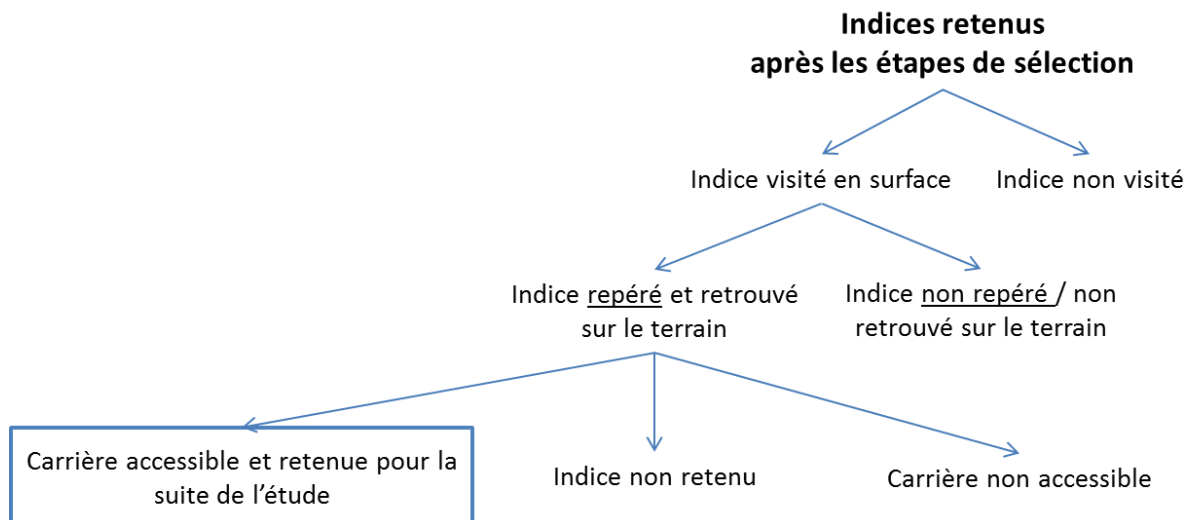 Indices retenus
après les étapes de sélection
Indice visité en surface
Indice non visité
Indice repéré et retrouvé
sur le terrain
Indice non repéré / non
retrouvé sur le terrain
Carrière accessible et retenue pour la
suite de l'étude
Indice non retenu
Carrière non accessible